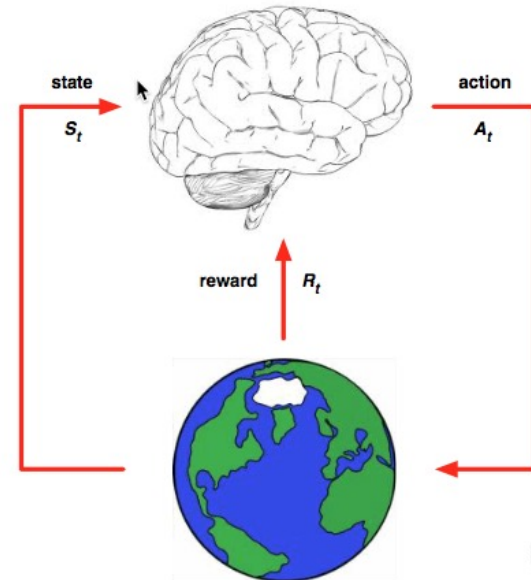 state
S_t
action
A_t
reward R_t